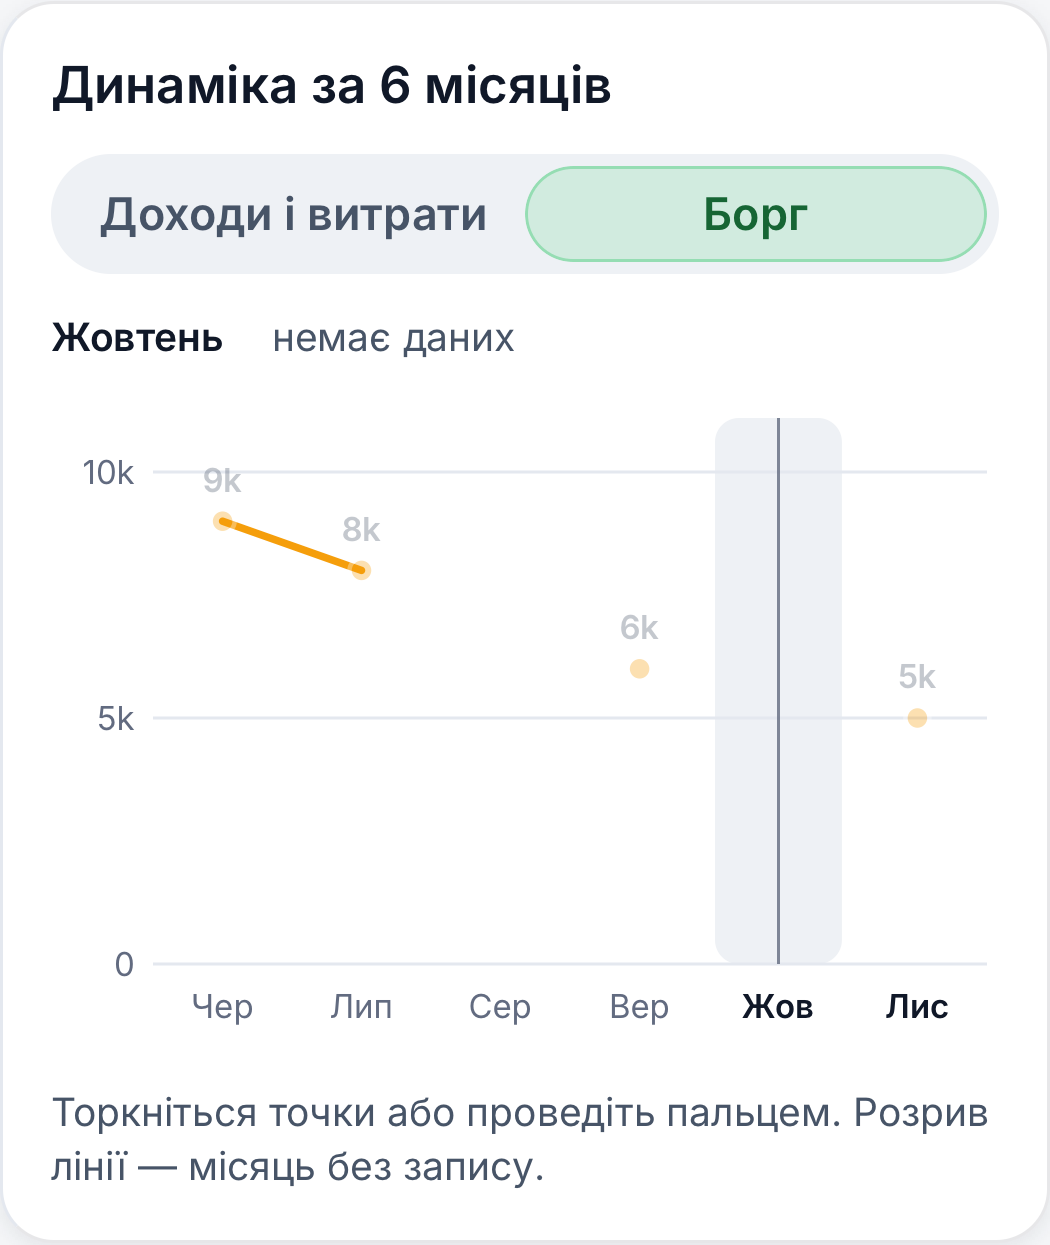 Динаміка за 6 місяців
Доходи і витрати Борг
Жовтень немає даних
10k
9k
8k
6k
5k
5k
0
Чер Лип Сер Вер Жов Лис
Торкніться точки або проведіть пальцем. Розрив
лінії — місяць без запису.